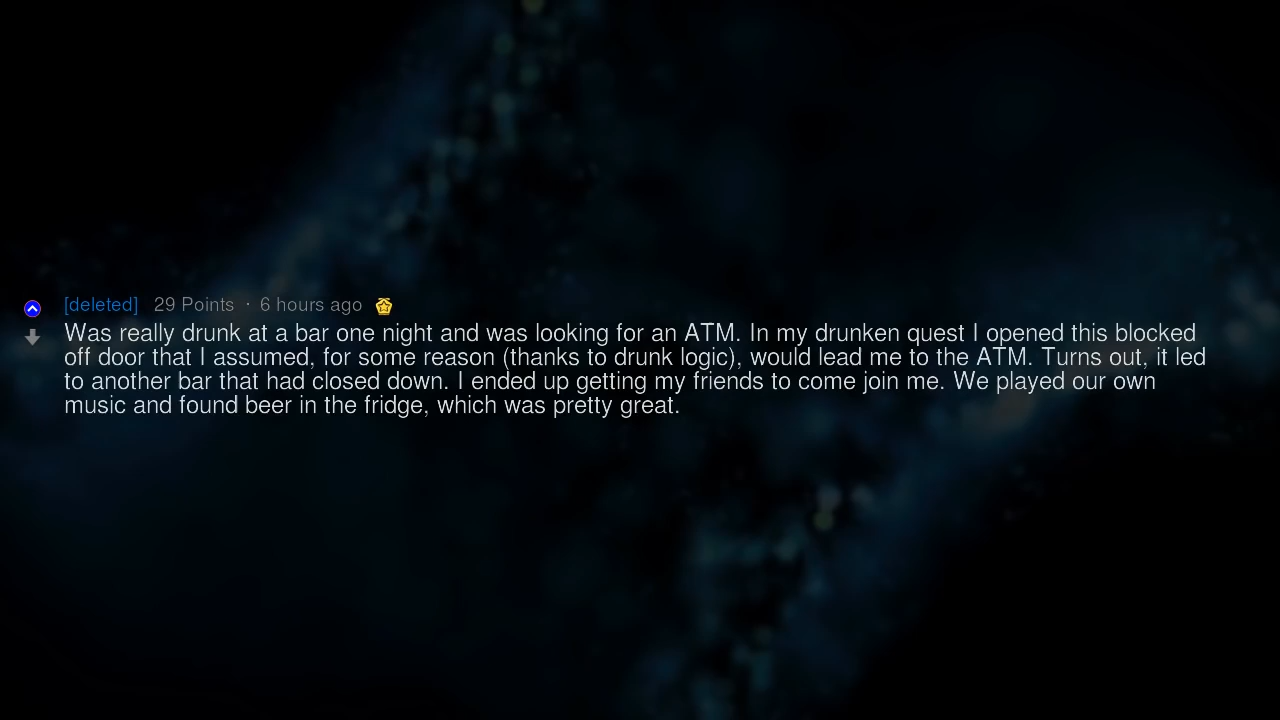 [deleted] 29 Points · 6 hours ago
Was really drunk at a bar one night and was looking for an ATM. In my drunken quest I opened this blocked
off door that I assumed, for some reason (thanks to drunk logic), would lead me to the ATM. Turns out, it led
to another bar that had closed down. I ended up getting my friends to come join me. We played our own
music and found beer in the fridge, which was pretty great.